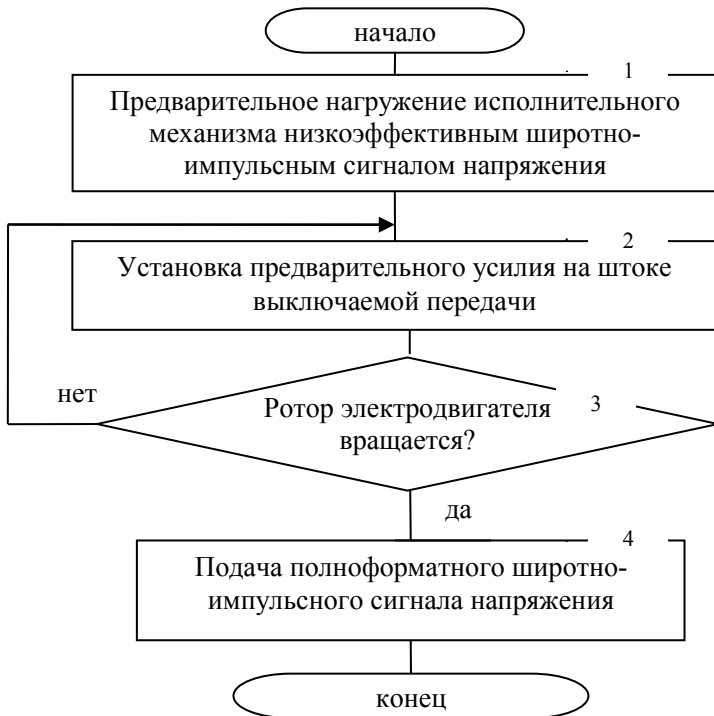 начало
1
Предварительное нагружение исполнительного
механизма низкоэффективным широтно-
импульсным сигналом напряжения
2
Установка предварительного усилия на штоке
выключаемой передачи
нет
3
Ротор электродвигателя
вращается?
да
4
Подача полноформатного широтно-
импульсного сигнала напряжения
конец